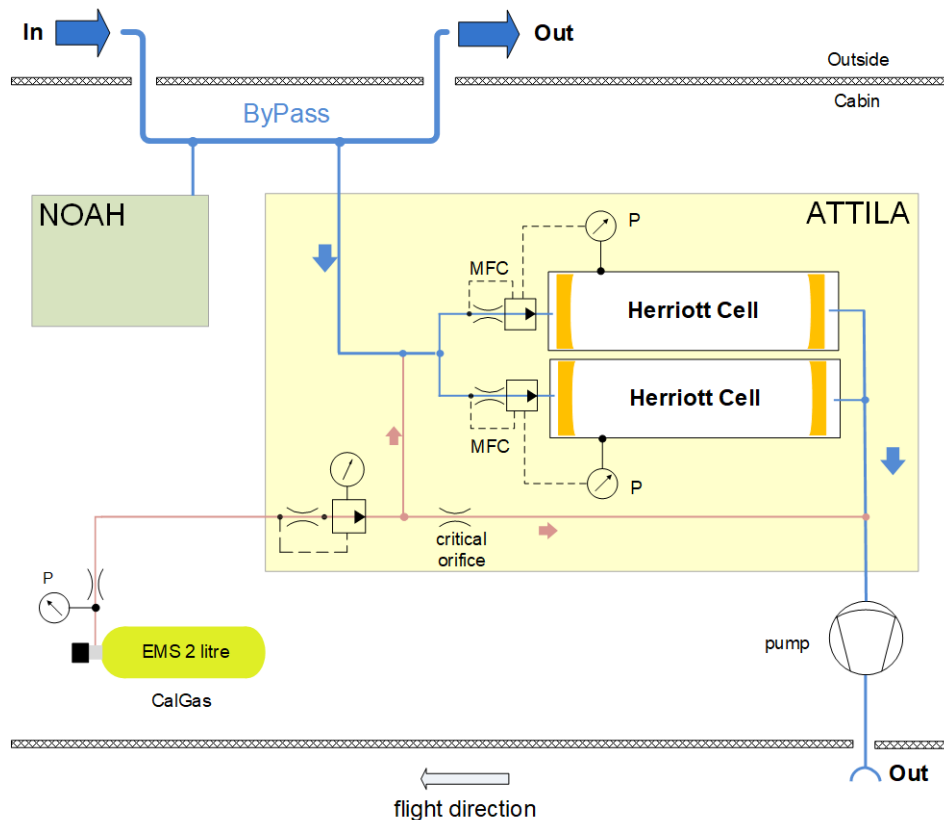 In
Out
Outside
Cabin
ByPass
NOAH
ATTILA
P
MFC
Herriott Cell
Herriott Cell
MFC
P
critical
orifice
P
EMS 2 litre
CalGas
pump
Out
flight direction